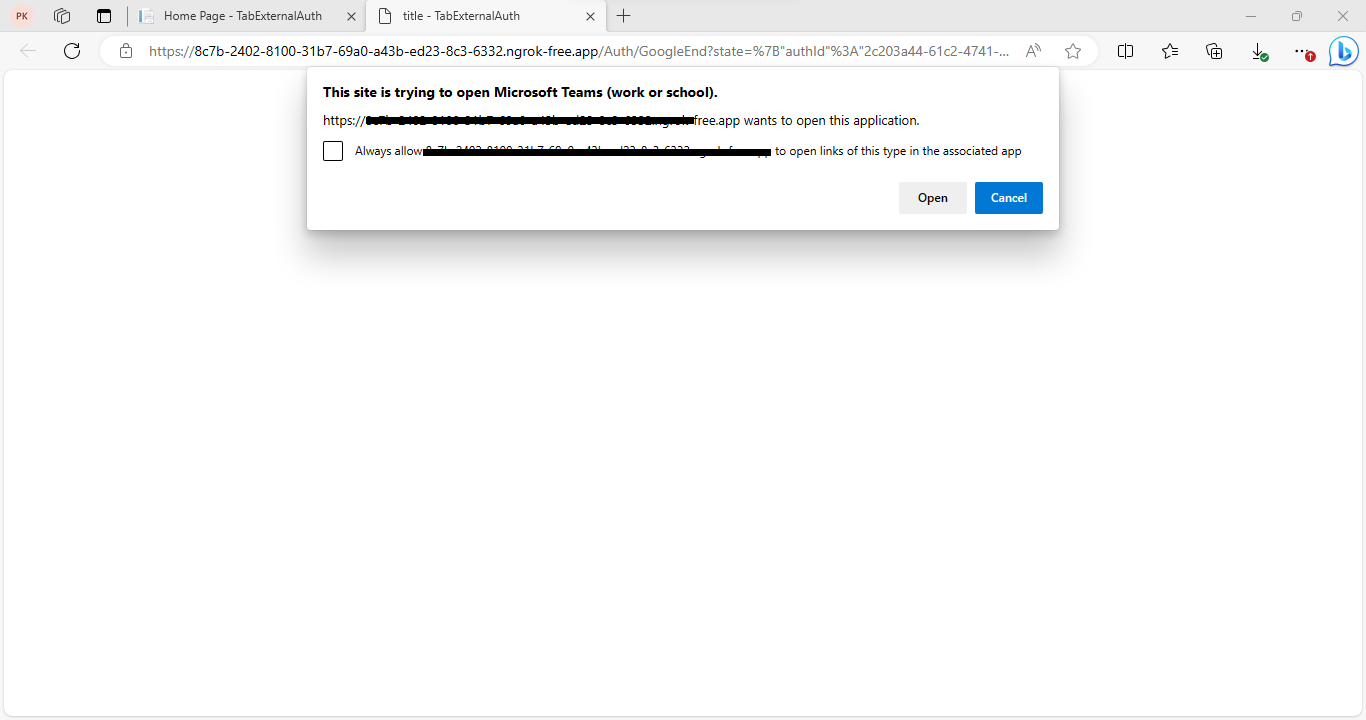 PK
Home Page - TabExternalAuth
title - TabExternalAuth
https://8c7b-2402-8100-31b7-69a0-a43b-ed23-8c3-6332.ngrok-free.app/Auth/GoogleEnd?state=%7B"authId"%3A"2c203a44-61c2-4741-...
This site is trying to open Microsoft Teams (work or school).
https:// free.app wants to open this application.
Always allow to open links of this type in the associated app
Open
Cancel